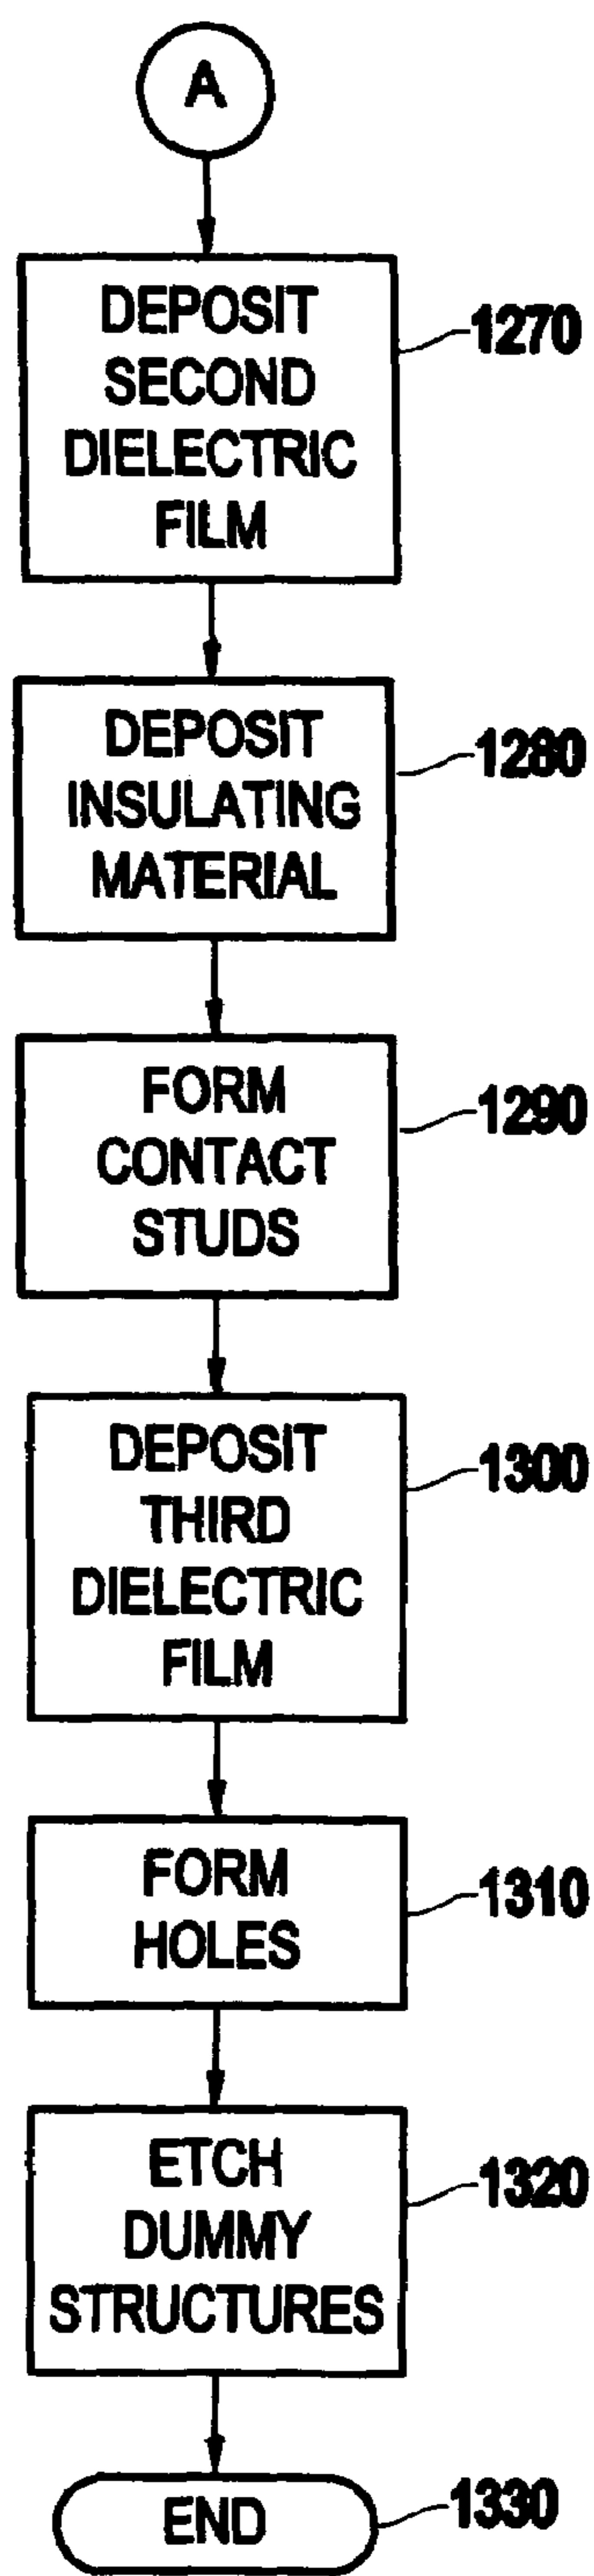 A
DEPOSIT
SECOND
DIELECTRIC
FILM
1270
DEPOSIT
INSULATING
MATERIAL
1280
FORM
CONTACT
STUDS
1290
DEPOSIT
THIRD
DIELECTRIC
FILM
1300
FORM
HOLES
1310
ETCH
DUMMY
STRUCTURES
1320
END
1330